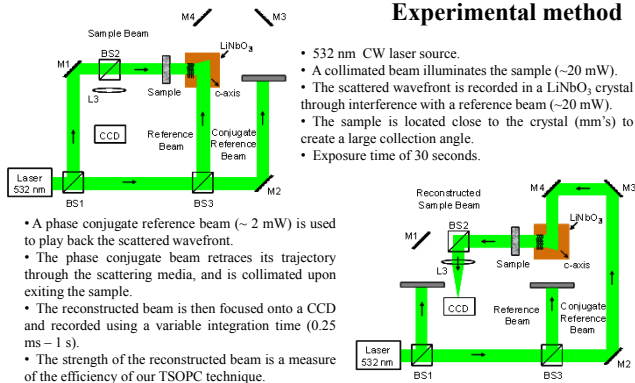 Experimental method
M4
M3
Sample Beam
BS2
LiNbO3
M1
L3
Sample
c-axis
CCD
Reference
Beam
Conjugate
Reference
Beam
Laser
532 nm
BS1
BS3
M2
• 532 nm CW laser source.
• A collimated beam illuminates the sample (~20 mW).
• The scattered wavefront is recorded in a LiNbO3 crystal
through interference with a reference beam (~20 mW).
• The sample is located close to the crystal (mm's) to
create a large collection angle.
• Exposure time of 30 seconds.
• A phase conjugate reference beam (~ 2 mW) is used
to play back the scattered wavefront.
• The phase conjugate beam retraces its trajectory
through the scattering media, and is collimated upon
exiting the sample.
• The reconstructed beam is then focused onto a CCD
and recorded using a variable integration time (0.25
ms – 1 s).
• The strength of the reconstructed beam is a measure
of the efficiency of our TSOPC technique.
M4
M3
Reconstructed
Sample Beam
BS2
LiNbO3
M1
L3
Sample
c-axis
CCD
Reference
Beam
Conjugate
Reference
Beam
Laser
532 nm
BS1
BS3
M2